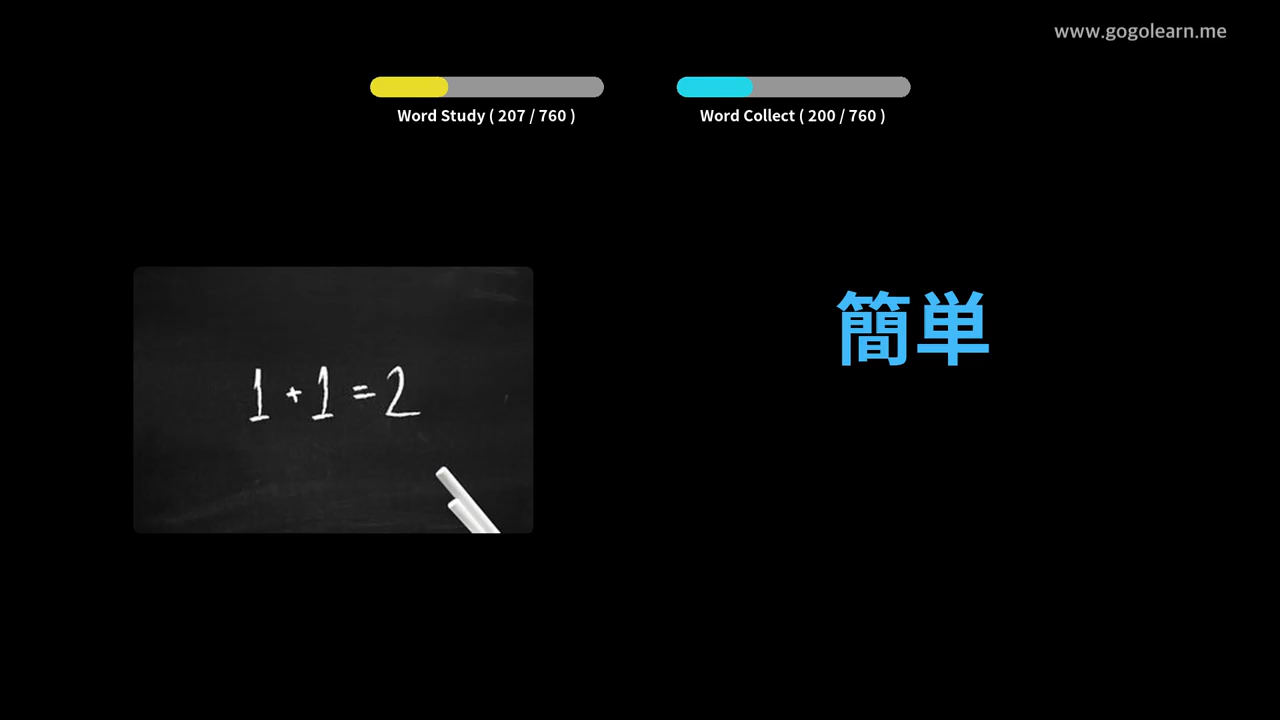 www.gogolearn.me
Word Study ( 207 / 760 )
Word Collect ( 200 / 760 )
簡単
1 + 1 = 2